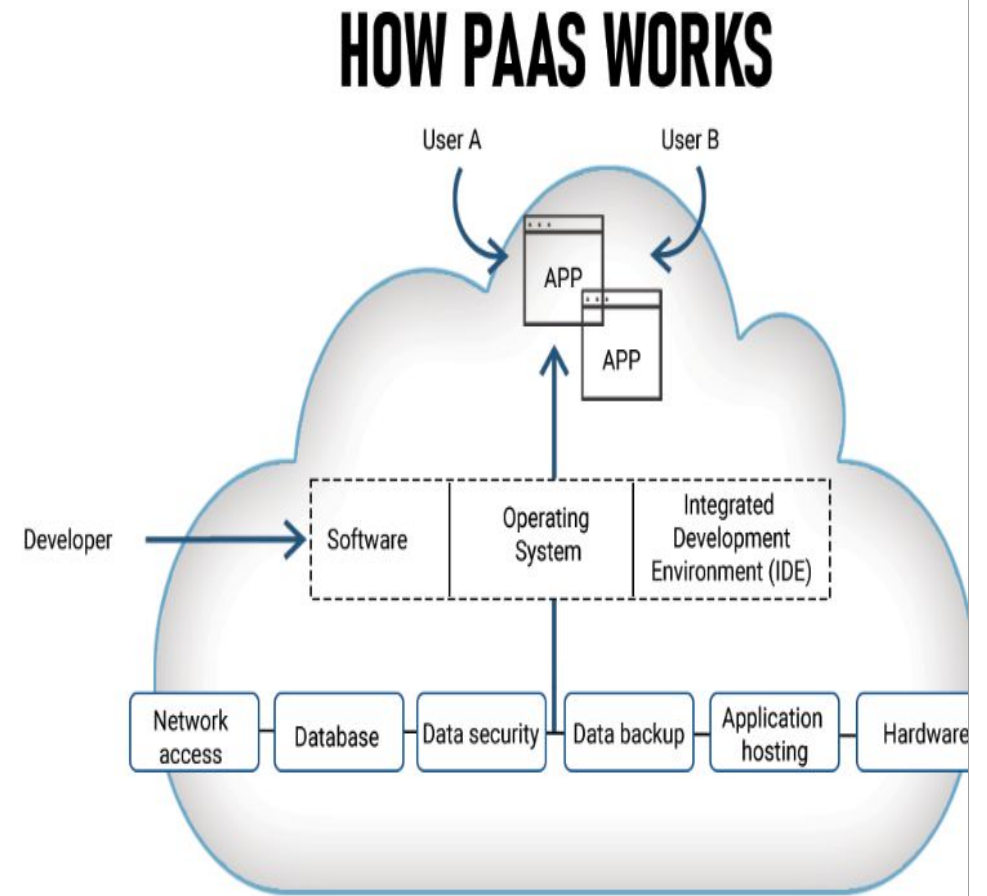 HOW PAAS WORKS
User A
User B
APP
APP
Developer
Software
Operating
System
Integrated
Development
Environment (IDE)
Network
access
Database
Data security
Data backup
Application
hosting
Hardware